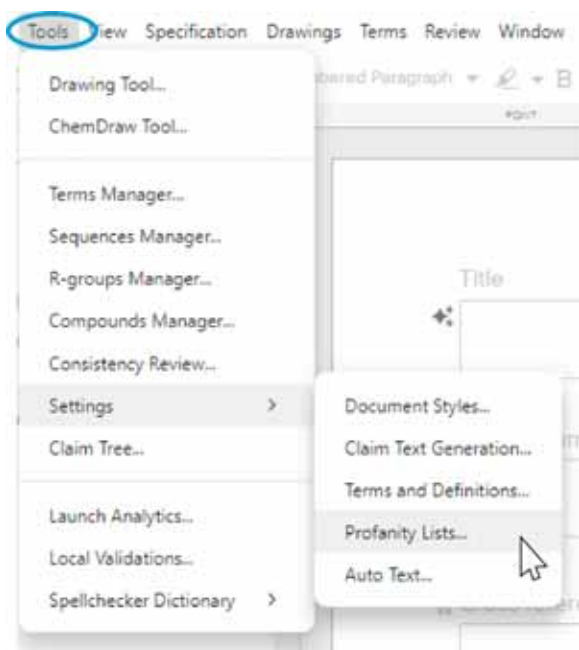 Tools View Specification Drawings Terms Review Window
Drawing Tool...
Paragraph
B
ChemDraw Tool...
Terms Manager...
Sequences Manager...
R-groups Manager...
Title
Compounds Manager...
Consistency Review...
Settings
Document Styles...
Claim Tree...
Claim Text Generation...
Terms and Definitions...
Launch Analytics...
Profanity Lists...
Local Validations...
Auto Text...
Spellchecker Dictionary